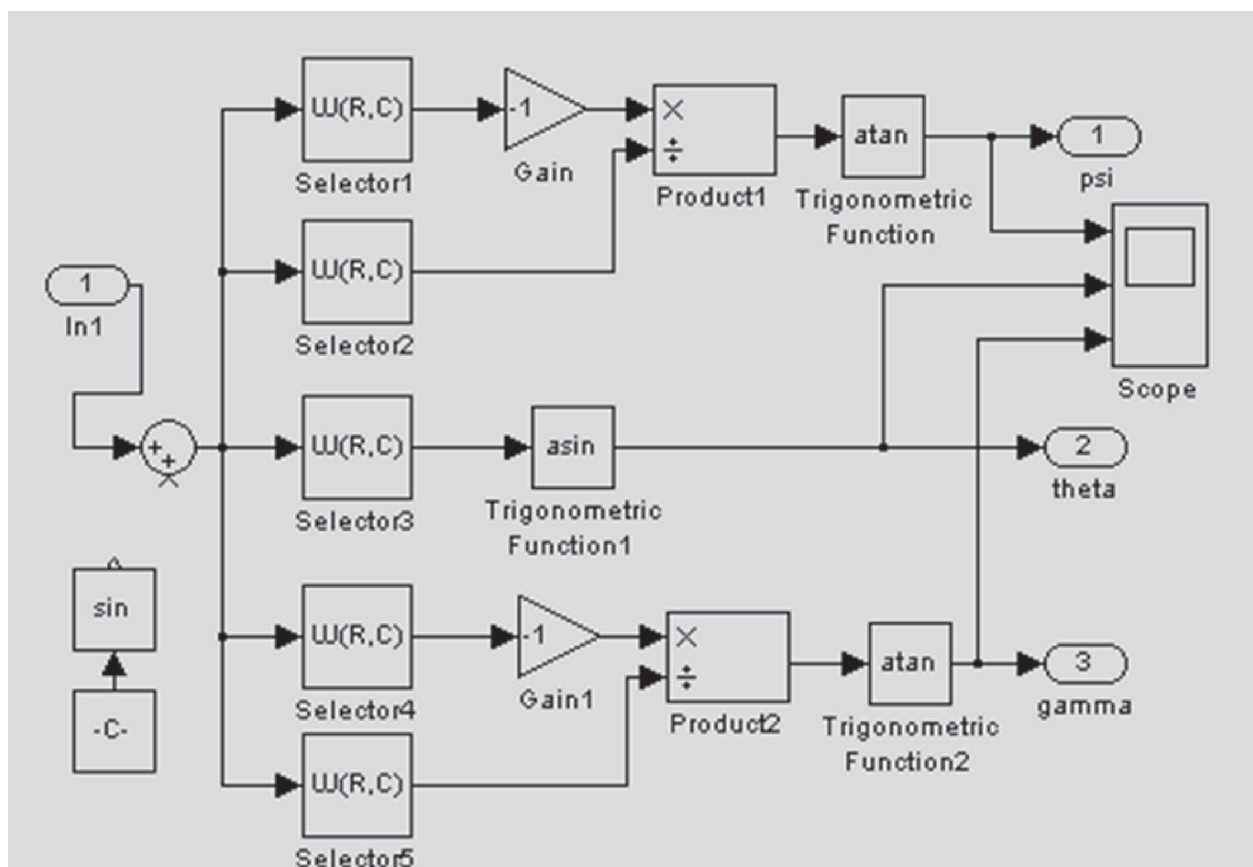 U(R,C)
Selector1
-1
Gain
×
÷
Product1
atan
Trigonometric
Function
1
psi
U(R,C)
Selector2
1
In1
Scope
+
+
U(R,C)
Selector3
asin
Trigonometric
Function1
2
theta
sin
-C-
U(R,C)
Selector4
-1
Gain1
×
÷
Product2
atan
Trigonometric
Function2
3
gamma
U(R,C)
Selector5